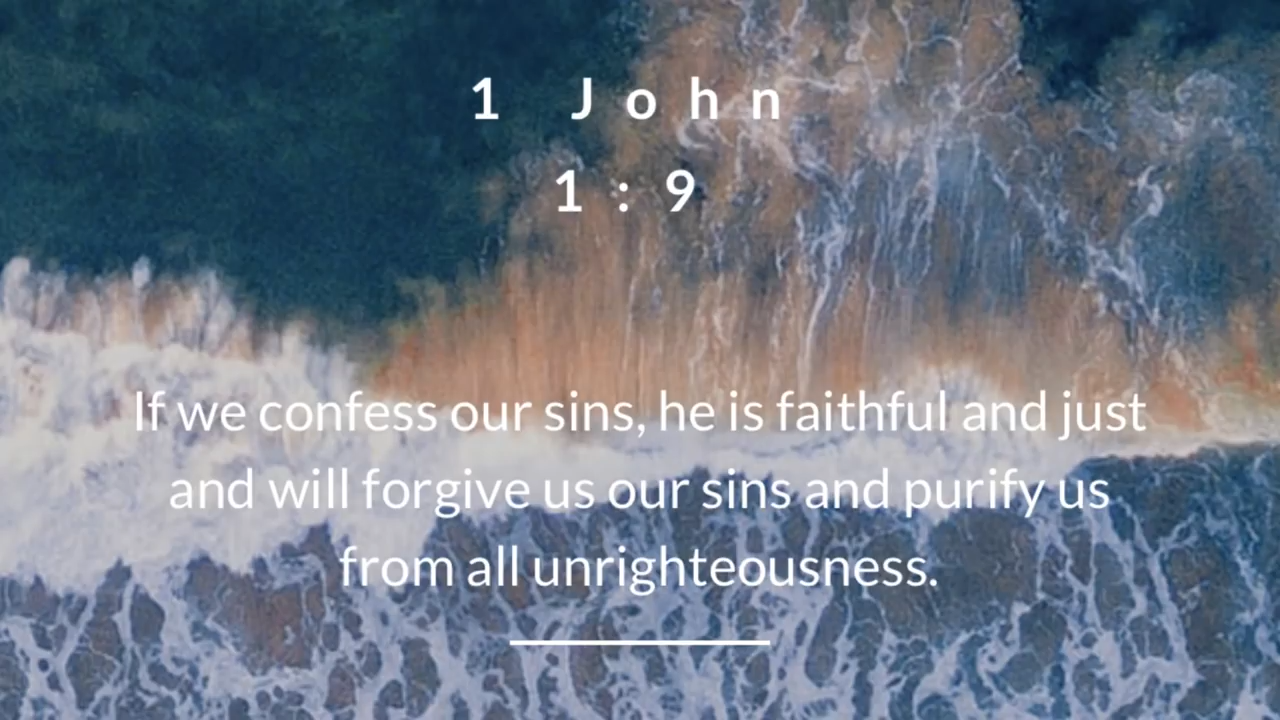 1 John
1:9
If we confess our sins, he is faithful and just
and will forgive us our sins and purify us
from all unrighteousness.